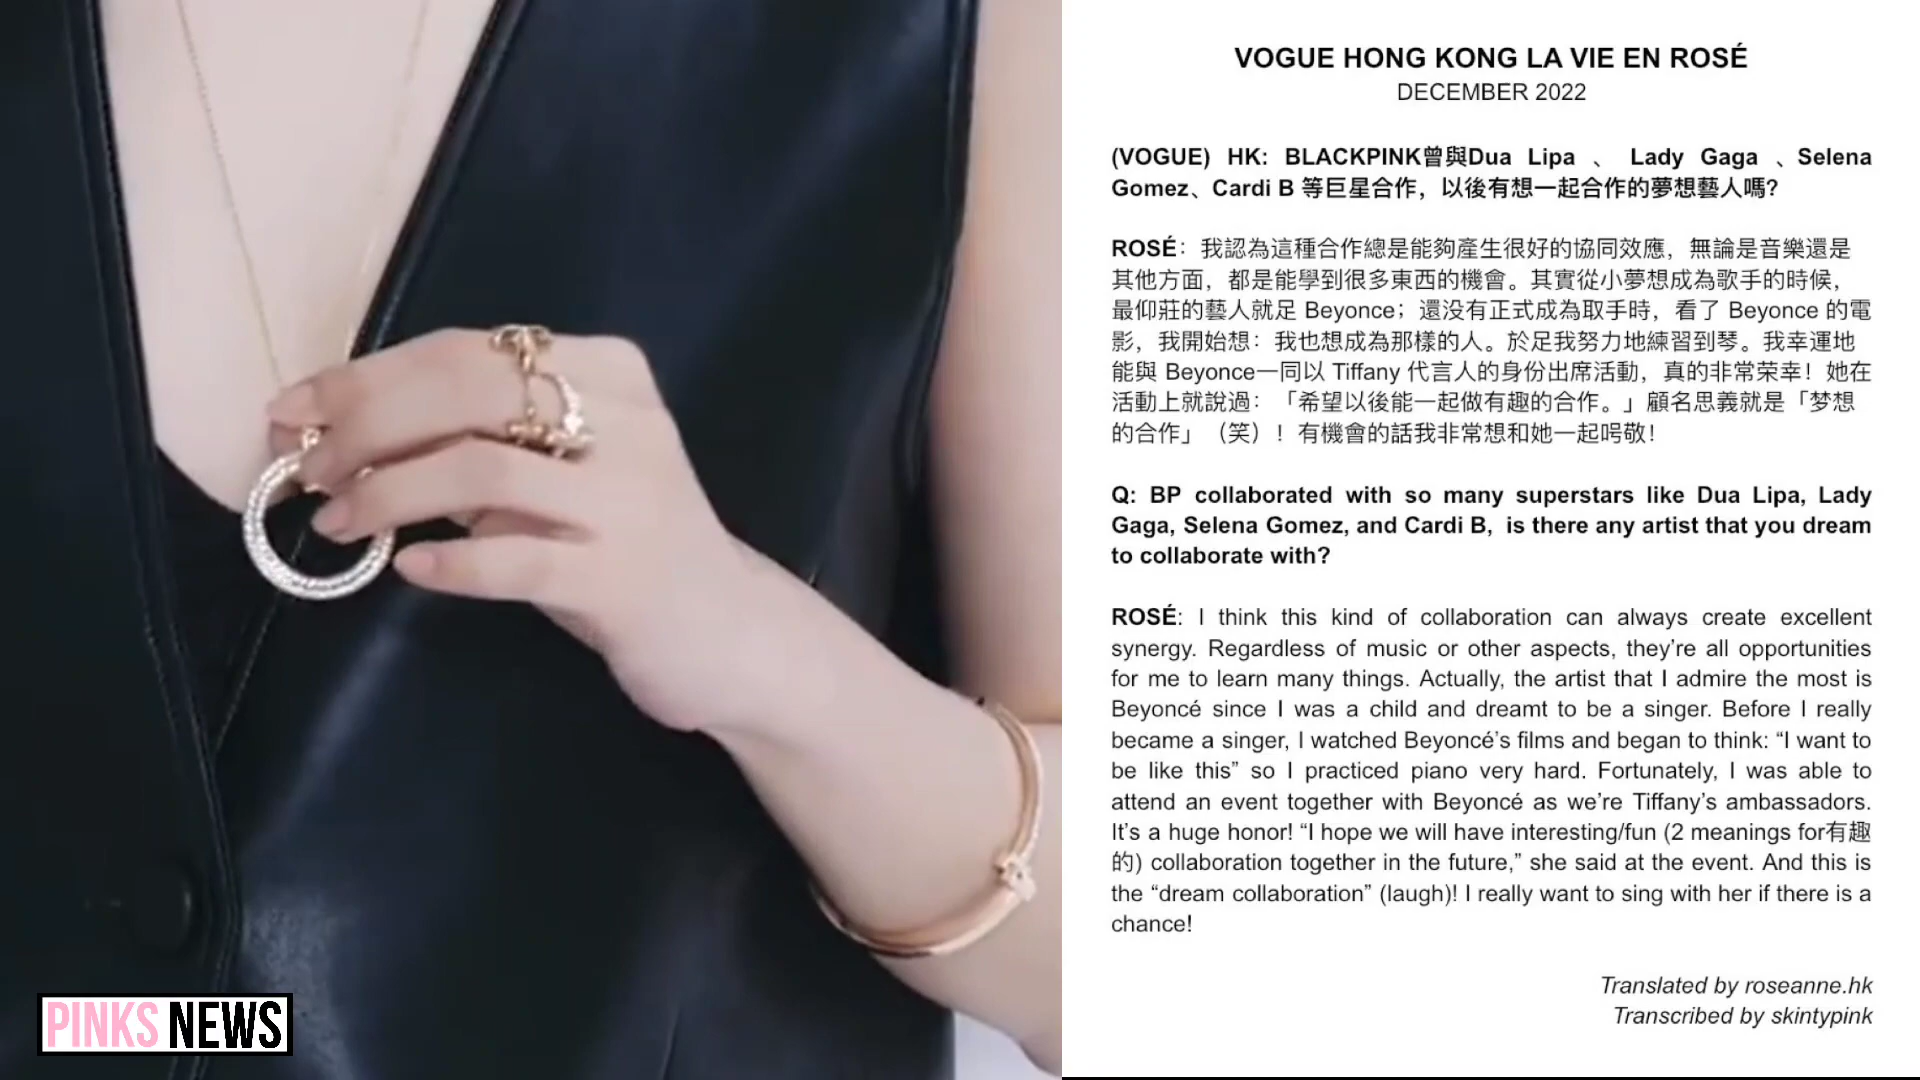 VOGUE HONG KONG LA VIE EN ROSÉ
DECEMBER 2022
(VOGUE) HK: BLACKPINK曾與Dua Lipa 、 Lady Gaga 、Selena
Gomez、Cardi B 等巨星合作，以後有想一起合作的夢想藝人嗎?
ROSÉ：我認為這種合作總是能夠產生很好的協同效應，無論是音樂還是
其他方面，都是能學到很多東西的機會。其實從小夢想成為歌手的時候，
最仰莊的藝人就足 Beyonce；還没有正式成為取手時，看了 Beyonce 的電
影，我開始想：我也想成為那樣的人。於足我努力地練習到琴。我幸運地
能與 Beyonce一同以 Tiffany 代言人的身份出席活動，真的非常荣幸！她在
活動上就說過：「希望以後能一起做有趣的合作。」顧名思義就是「梦想
的合作」（笑）！有機會的話我非常想和她一起呺敬！
Q: BP collaborated with so many superstars like Dua Lipa, Lady
Gaga, Selena Gomez, and Cardi B, is there any artist that you dream
to collaborate with?
ROSÉ: I think this kind of collaboration can always create excellent
synergy. Regardless of music or other aspects, they’re all opportunities
for me to learn many things. Actually, the artist that I admire the most is
Beyoncé since I was a child and dreamt to be a singer. Before I really
became a singer, I watched Beyoncé’s films and began to think: “I want to
be like this” so I practiced piano very hard. Fortunately, I was able to
attend an event together with Beyoncé as we’re Tiffany’s ambassadors.
It’s a huge honor! “I hope we will have interesting/fun (2 meanings for有趣
的) collaboration together in the future,” she said at the event. And this is
the “dream collaboration” (laugh)! I really want to sing with her if there is a
chance!
Translated by roseanne.hk
Transcribed by skintypink
PINKS NEWS